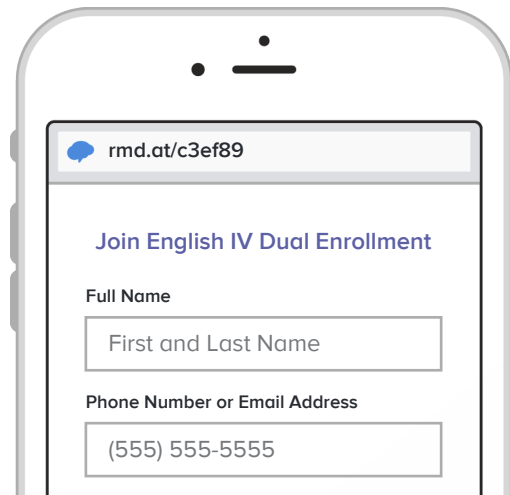 rmd.at/c3ef89
Join English IV Dual Enrollment
Full Name
First and Last Name
Phone Number or Email Address
(555) 555-5555